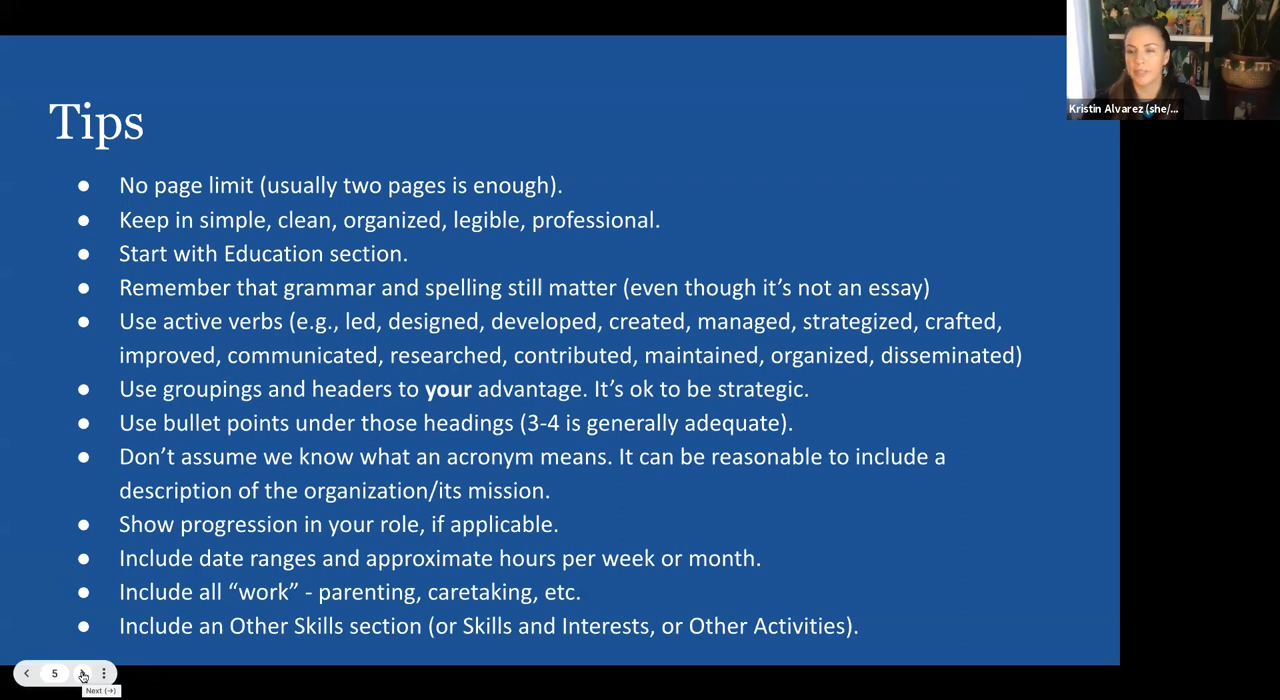 Tips
● No page limit (usually two pages is enough).
● Keep in simple, clean, organized, legible, professional.
● Start with Education section.
● Remember that grammar and spelling still matter (even though it’s not an essay)
● Use active verbs (e.g., led, designed, developed, created, managed, strategized, crafted,
improved, communicated, researched, contributed, maintained, organized, disseminated)
● Use groupings and headers to your advantage. It’s ok to be strategic.
● Use bullet points under those headings (3-4 is generally adequate).
● Don’t assume we know what an acronym means. It can be reasonable to include a
description of the organization/its mission.
● Show progression in your role, if applicable.
● Include date ranges and approximate hours per week or month.
● Include all “work” - parenting, caretaking, etc.
● Include an Other Skills section (or Skills and Interests, or Other Activities).
Kristin Alvarez (she/...
5
Next (→)